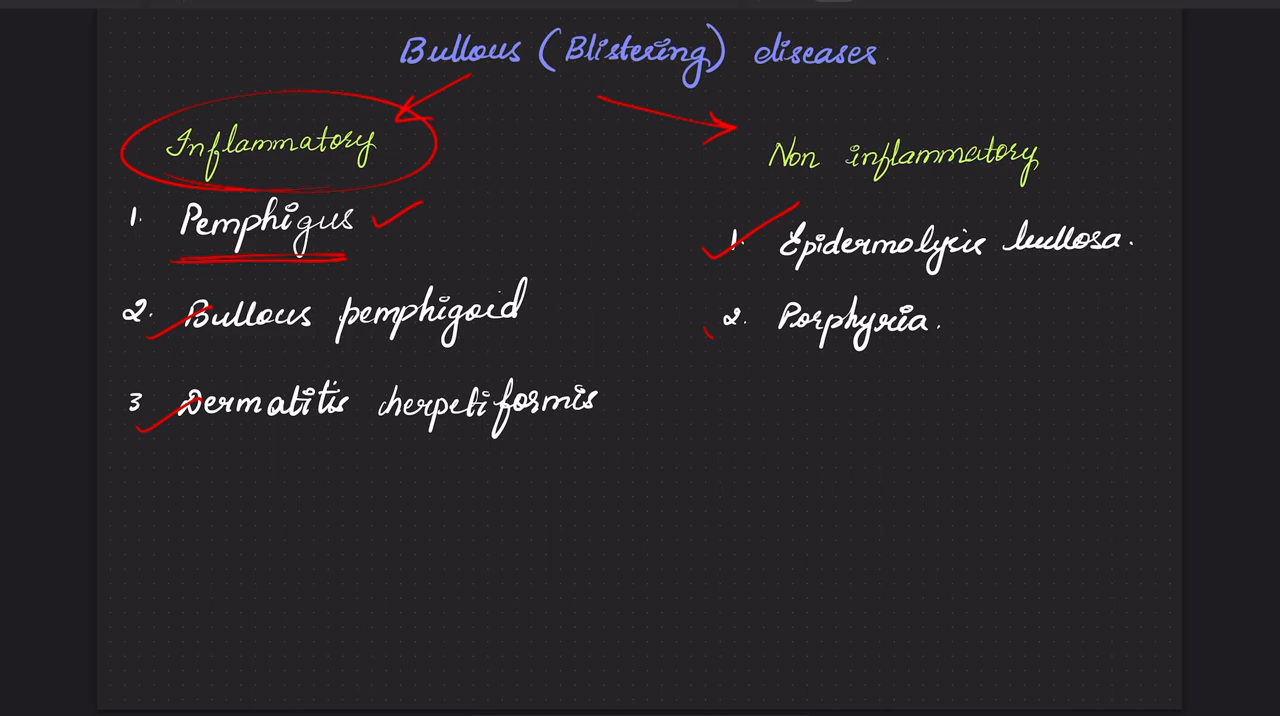 Bullous (Blistering) diseases
Inflammatory
1. Pemphigus
2. Bullous pemphigoid
3 Dermatitis herpetiformis
Non inflammatory
1. Epidermolysis bullosa.
2. Porphyria.